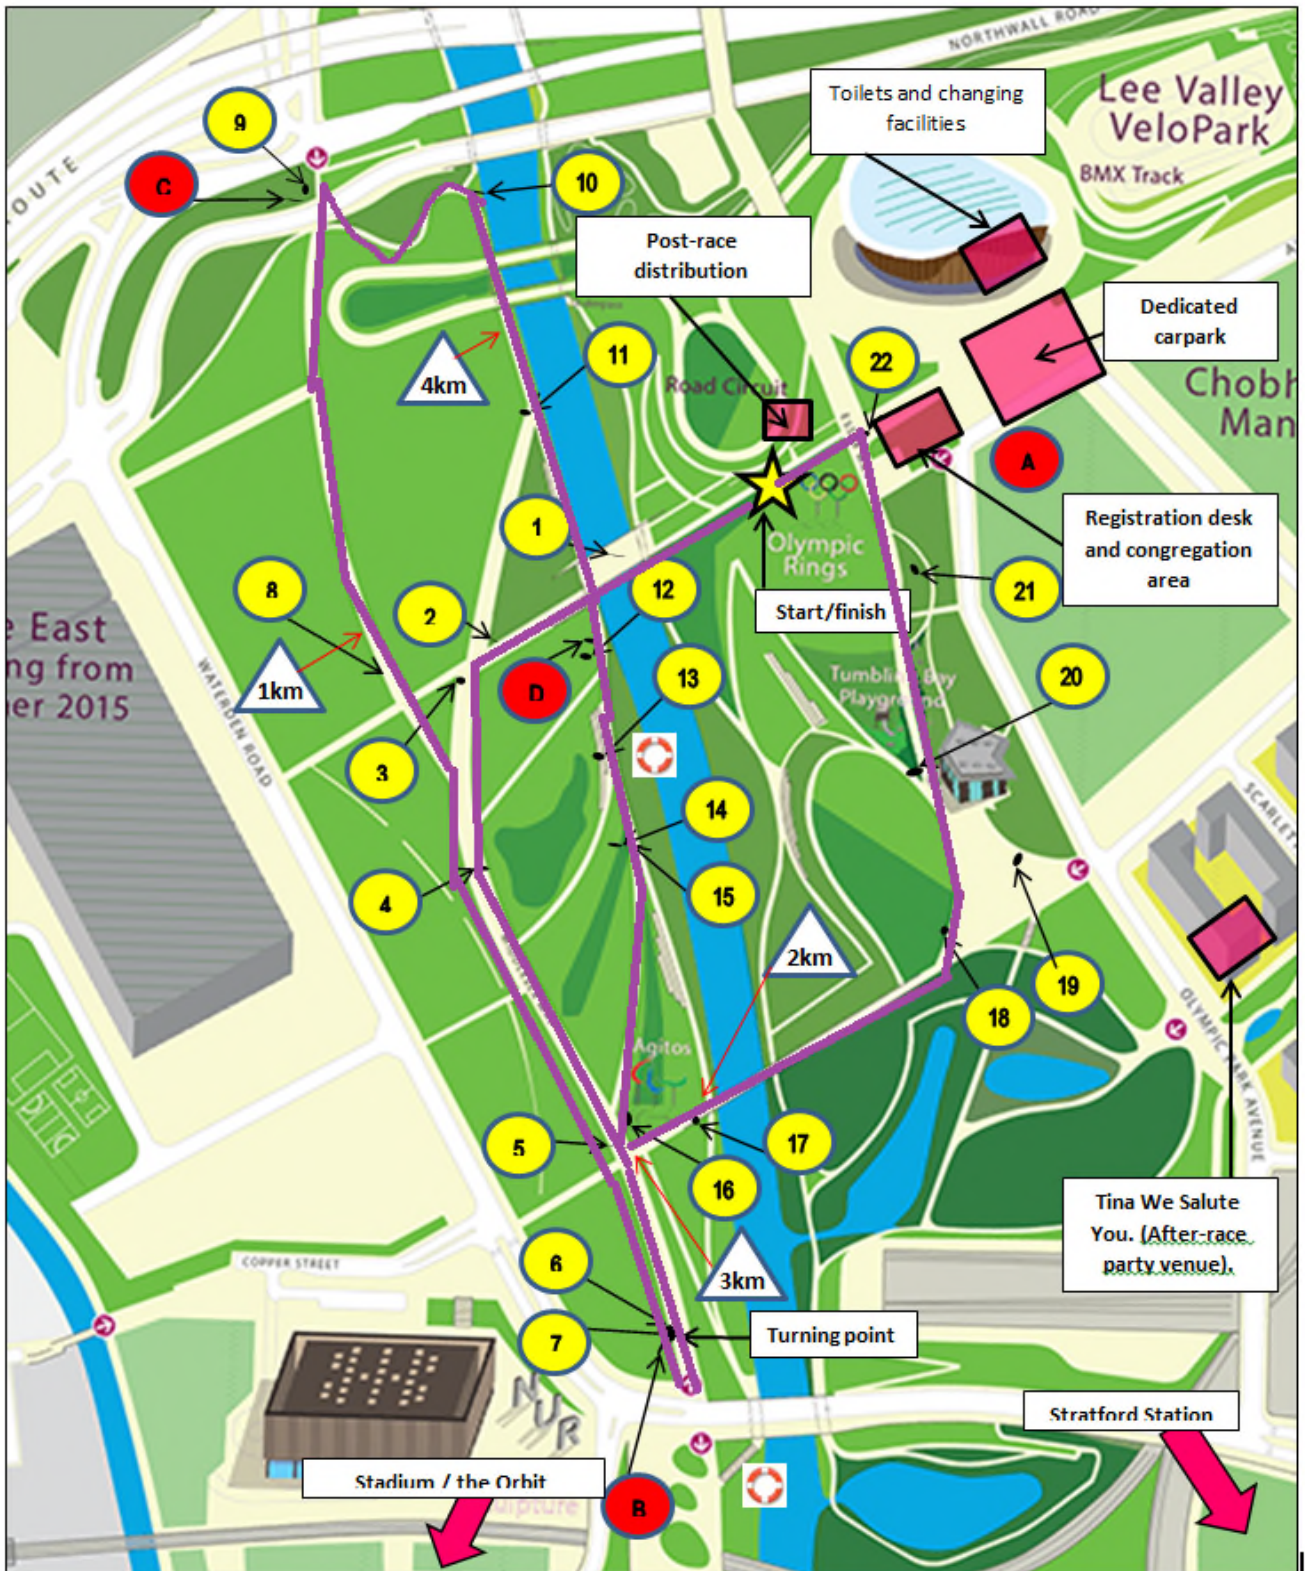 NORTHWALL ROAD
Toilets and changing
facilities
Lee Valley
VeloPark
BMX Track
9
OUTE
C
10
Post-race
distribution
Dedicated
carpark
4km
11
22
Road Circuit
Chobh
Man
A
1
Olympic
Rings
Registration desk
and congregation
area
8
2
12
21
Start/finish
e East
ng from
er 2015
WATERDEN ROAD
1km
D
13
20
Tumbling Bay
Playground
3
14
SCARLET
4
15
2km
19
18
OLYMPIC PARK AVENUE
Agitos
5
17
16
Tina We Salute
You. (After-race
party venue).
COPPER STREET
6
3km
7
Turning point
RUN
Stratford Station
Stadium / the Orbit
ulpture
B